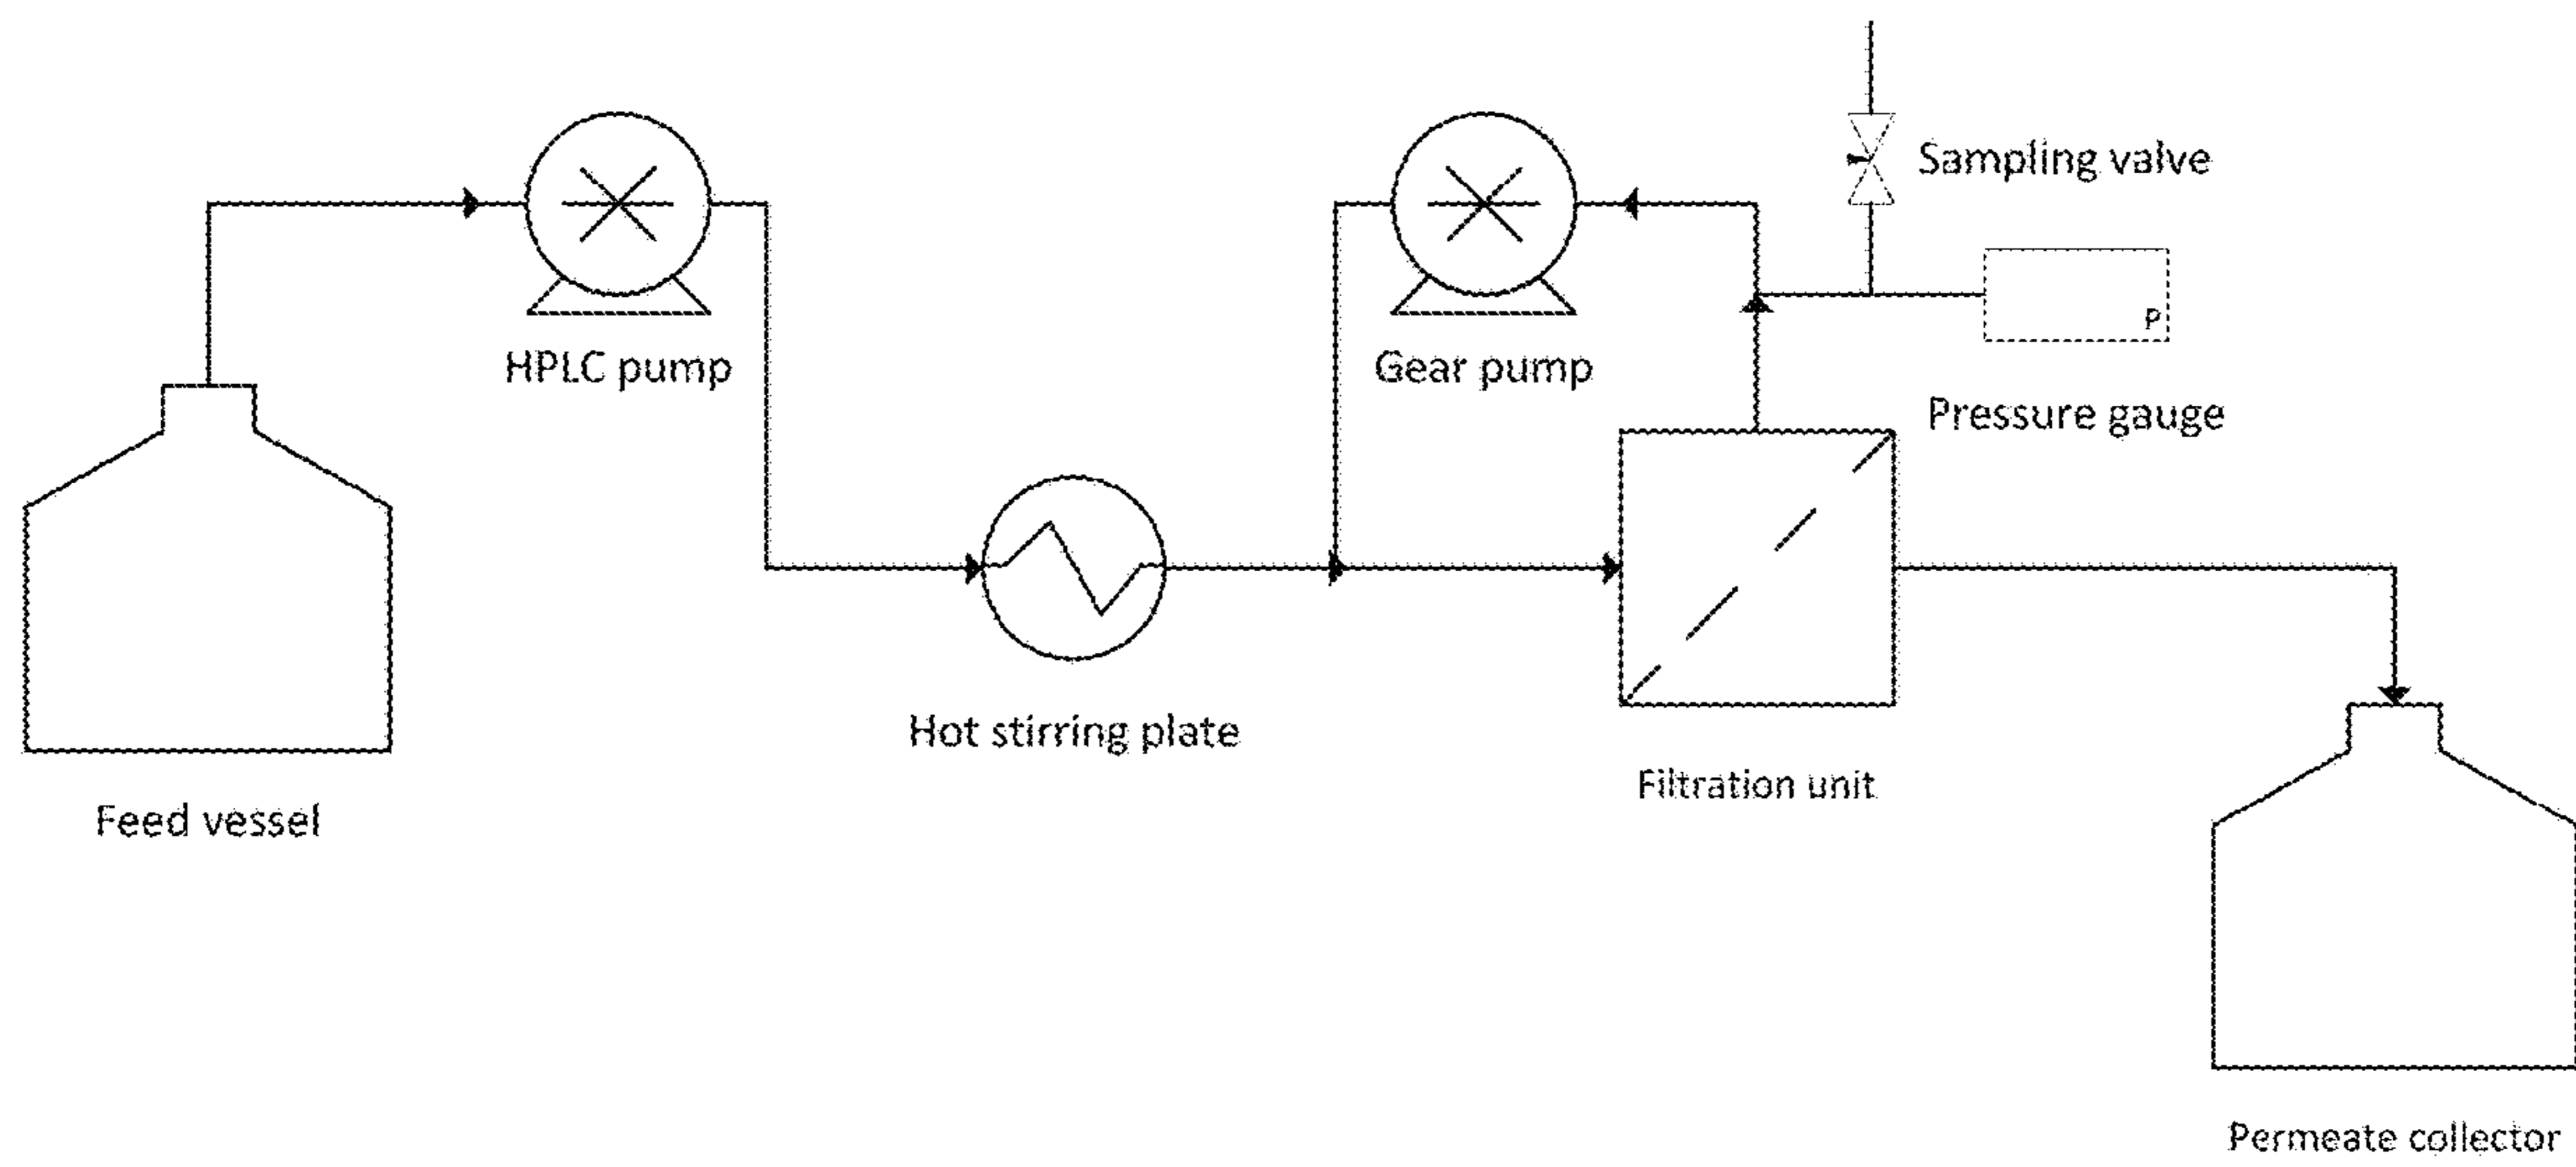 Sampling valve
P
HPLC pump
Gear pump
Pressure gauge
Hot stirring plate
Filtration unit
Feed vessel
Permeate collector